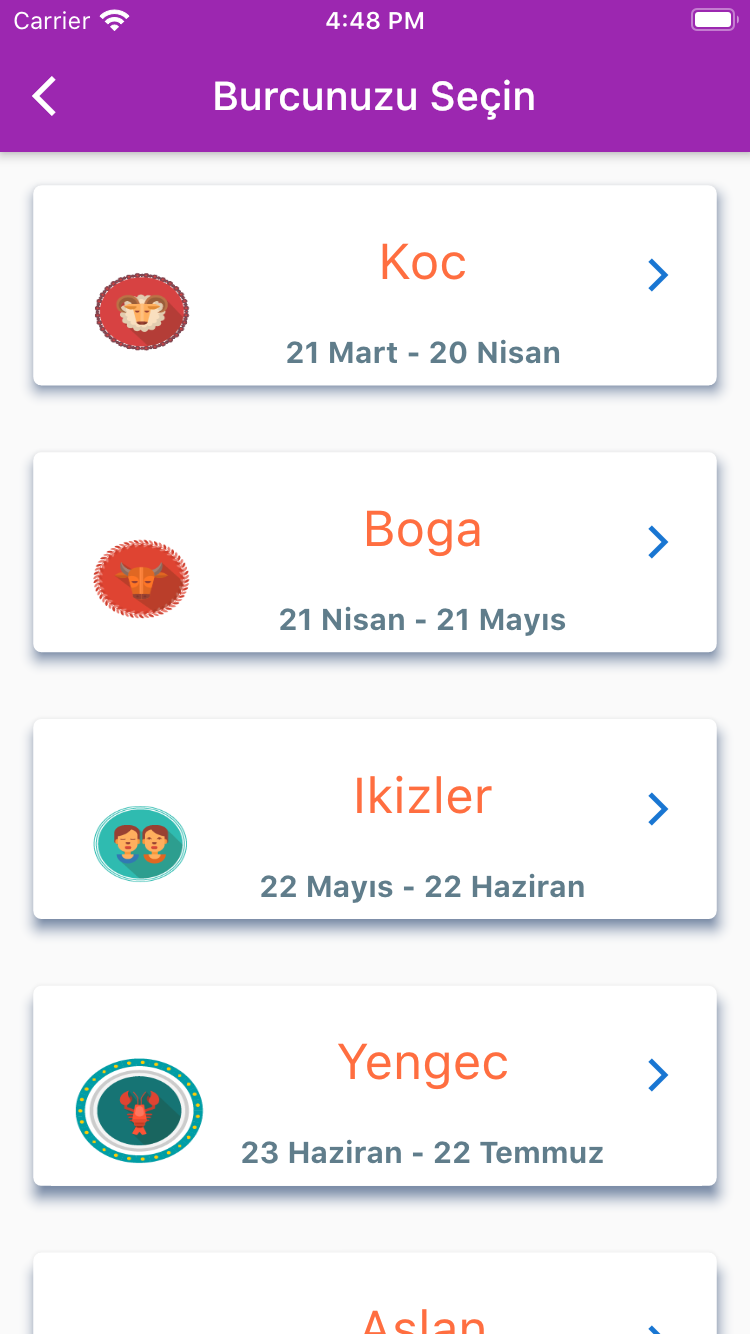 Carrier 4:48 PM
Burcunuzu Seçin
Koc
21 Mart - 20 Nisan
Boga
21 Nisan - 21 Mayıs
Ikizler
22 Mayıs - 22 Haziran
Yengec
23 Haziran - 22 Temmuz
Aslan